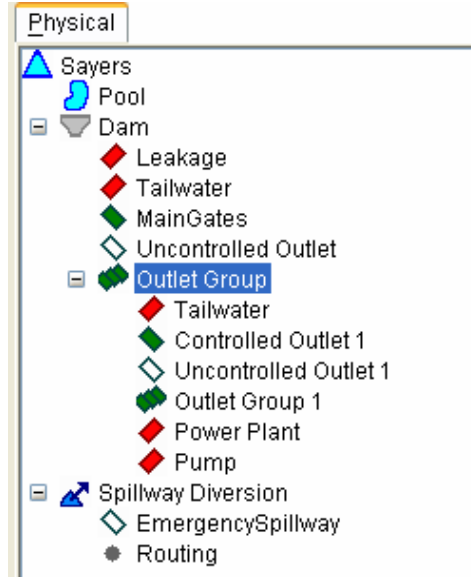 Physical
Sayers
Pool
Dam
Leakage
Tailwater
MainGates
Uncontrolled Outlet
Outlet Group
Tailwater
Controlled Outlet 1
Uncontrolled Outlet 1
Outlet Group 1
Power Plant
Pump
Spillway Diversion
EmergencySpillway
Routing